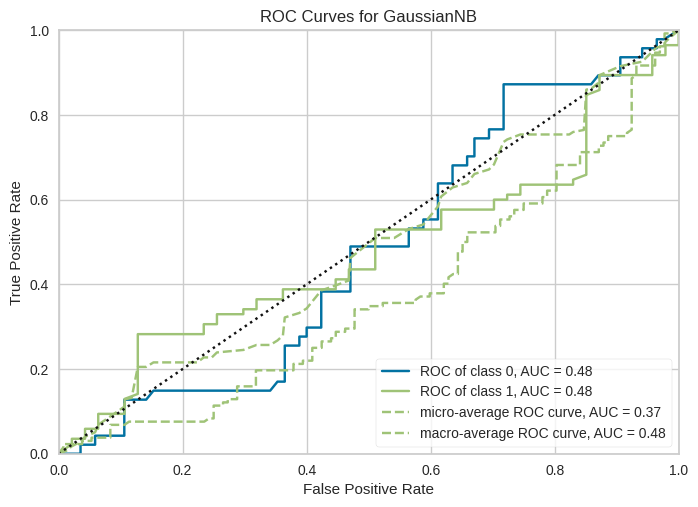 ROC Curves for GaussianNB
True Positive Rate
1.0
0.8
0.6
0.4
0.2
0.0
ROC of class 0, AUC = 0.48
ROC of class 1, AUC = 0.48
micro-average ROC curve, AUC = 0.37
macro-average ROC curve, AUC = 0.48
0.0 0.2 0.4 0.6 0.8 1.0
False Positive Rate